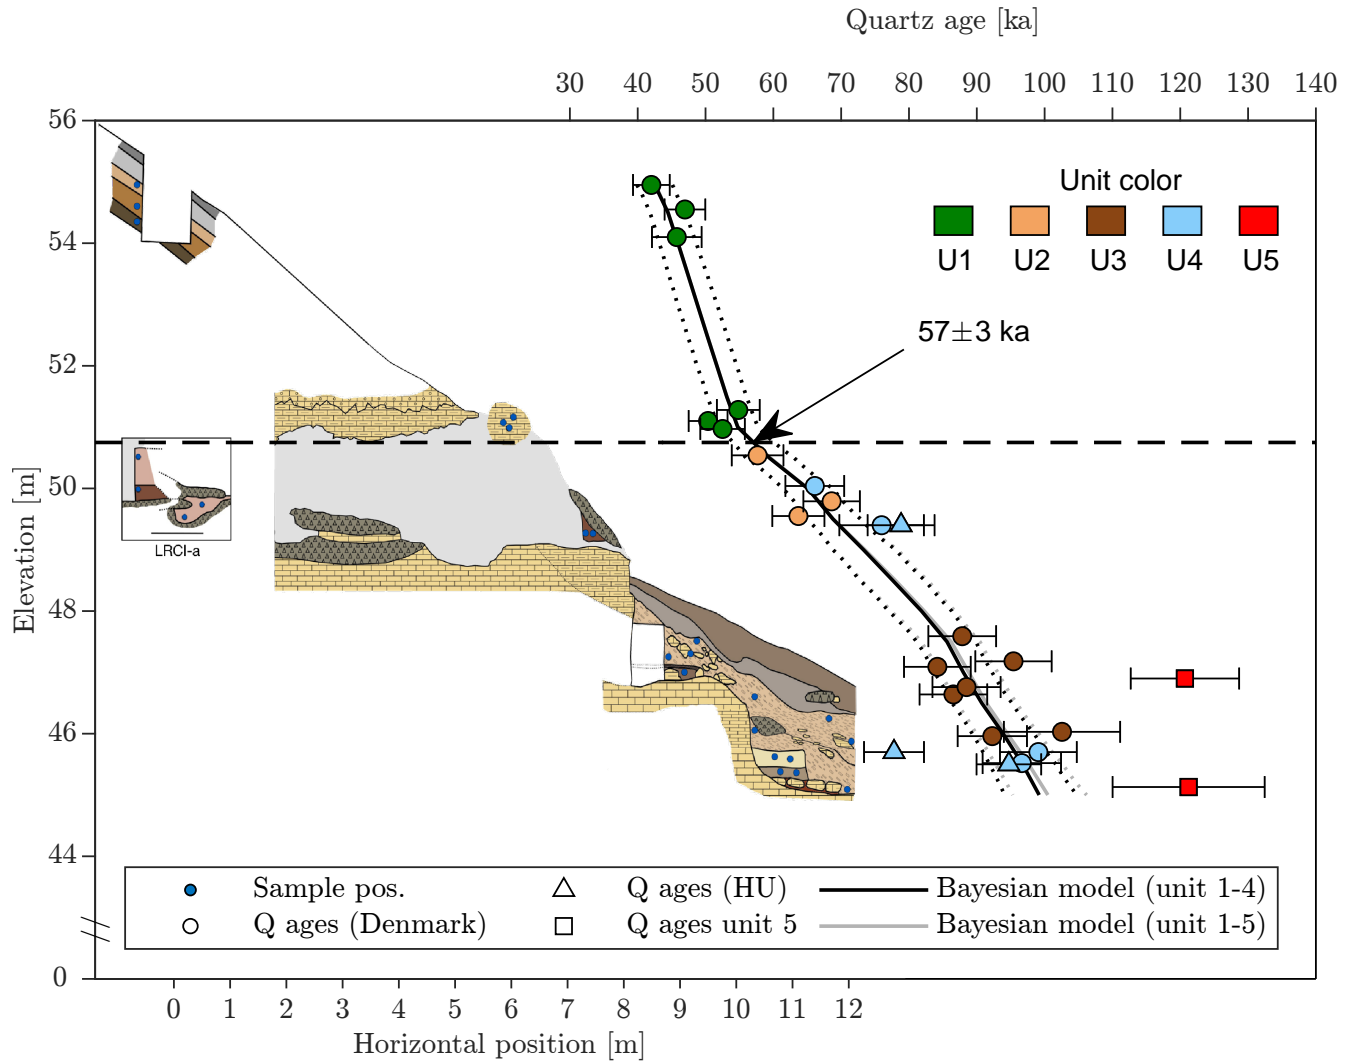 Quartz age [ka]
30 40 50 60 70 80 90 100 110 120 130 140
56
54
52
50
48
46
44
0
Elevation [m]
Unit color
U1 U2 U3 U4 U5
57±3 ka
LRCI-a
Sample pos. Q ages (HU) Bayesian model (unit 1-4)
Q ages (Denmark) Q ages unit 5 Bayesian model (unit 1-5)
0 1 2 3 4 5 6 7 8 9 10 11 12
Horizontal position [m]